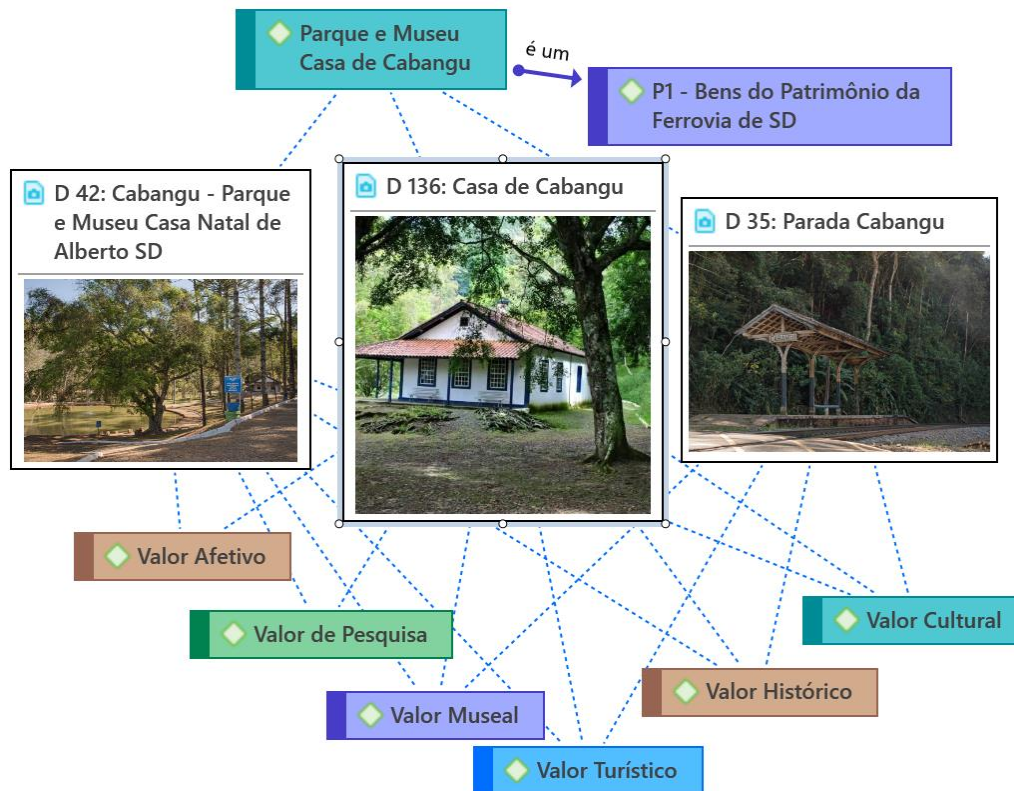 Parque e Museu
Casa de Cabangu
é um
P1 - Bens do Patrimônio da
Ferrovia de SD
D 42: Cabangu - Parque
e Museu Casa Natal de
Alberto SD
D 136: Casa de Cabangu
D 35: Parada Cabangu
Valor Afetivo
Valor de Pesquisa
Valor Cultural
Valor Museal
Valor Histórico
Valor Turístico